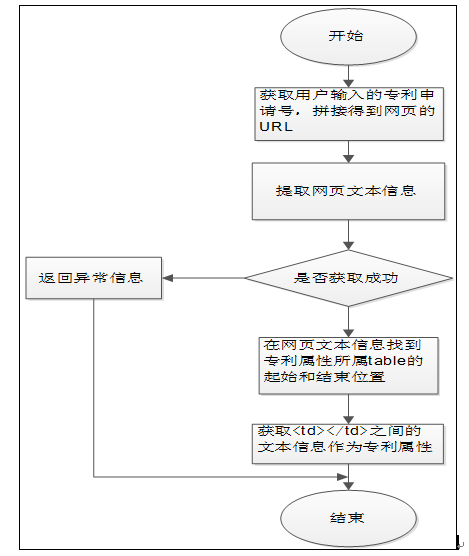 开始
获取用户输入的专利申
请号，拼接得到网页的
URL
提取网页文本信息
是否获取成功
返回异常信息
在网页文本信息找到
专利属性所属table的
起始和结束位置
获取<td></td>之间的
文本信息作为专利属性
结束